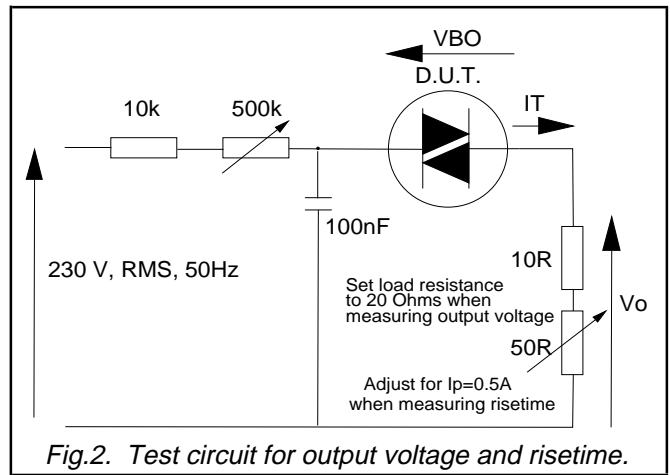 VBO
D.U.T.
IT
10k
500k
100nF
230 V, RMS, 50Hz
10R
Set load resistance
to 20 Ohms when
measuring output voltage
Vo
50R
Adjust for Ip=0.5A
when measuring risetime
Fig.2. Test circuit for output voltage and risetime.